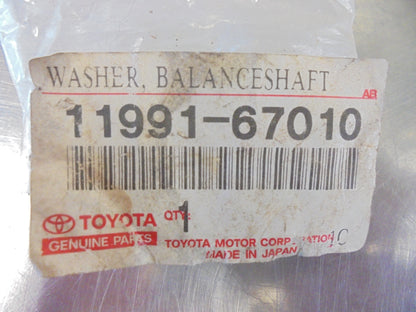 WASHER, BALANCESHAFT
AB
11991-67010
TOYOTA
GENUINE PARTS
QTY.
1
TOYOTA MOTOR CORPORATION
MADE IN JAPAN